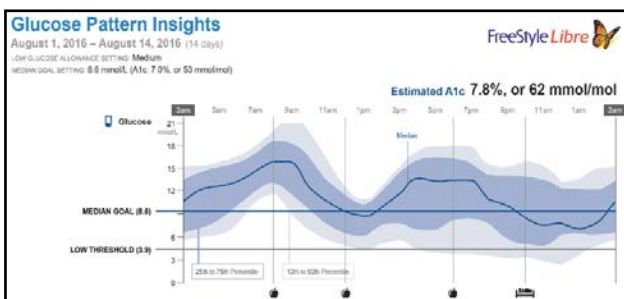 Glucose Pattern Insights
FreeStyle Libre
August 1, 2016 – August 14, 2016 (14 days)
LOW GLUCOSE ALLOWANCE SETTING: Medium
MEDIAN GOAL SETTING: 8.8 mmol/L (A1c: 7.0%, or 53 mmol/mol)
Estimated A1c 7.8%, or 62 mmol/mol
3am 5am 7am 9am 11am 1pm 3pm 5pm 7pm 9pm 11pm 1am 3am
Glucose
21
mmol/L
Median
18
15
12
MEDIAN GOAL (8.8)
6
LOW THRESHOLD (3.9)
3
25th to 75th Percentile
10th to 90th Percentile
0